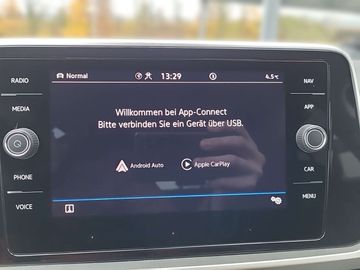 RADIO
MEDIA
PHONE
VOICE
Normal
13:29
4.5°C
Willkommen bei App-Connect
Bitte verbinden Sie ein Gerät über USB.
Android Auto
Apple CarPlay
NAV
APP
CAR
MENU